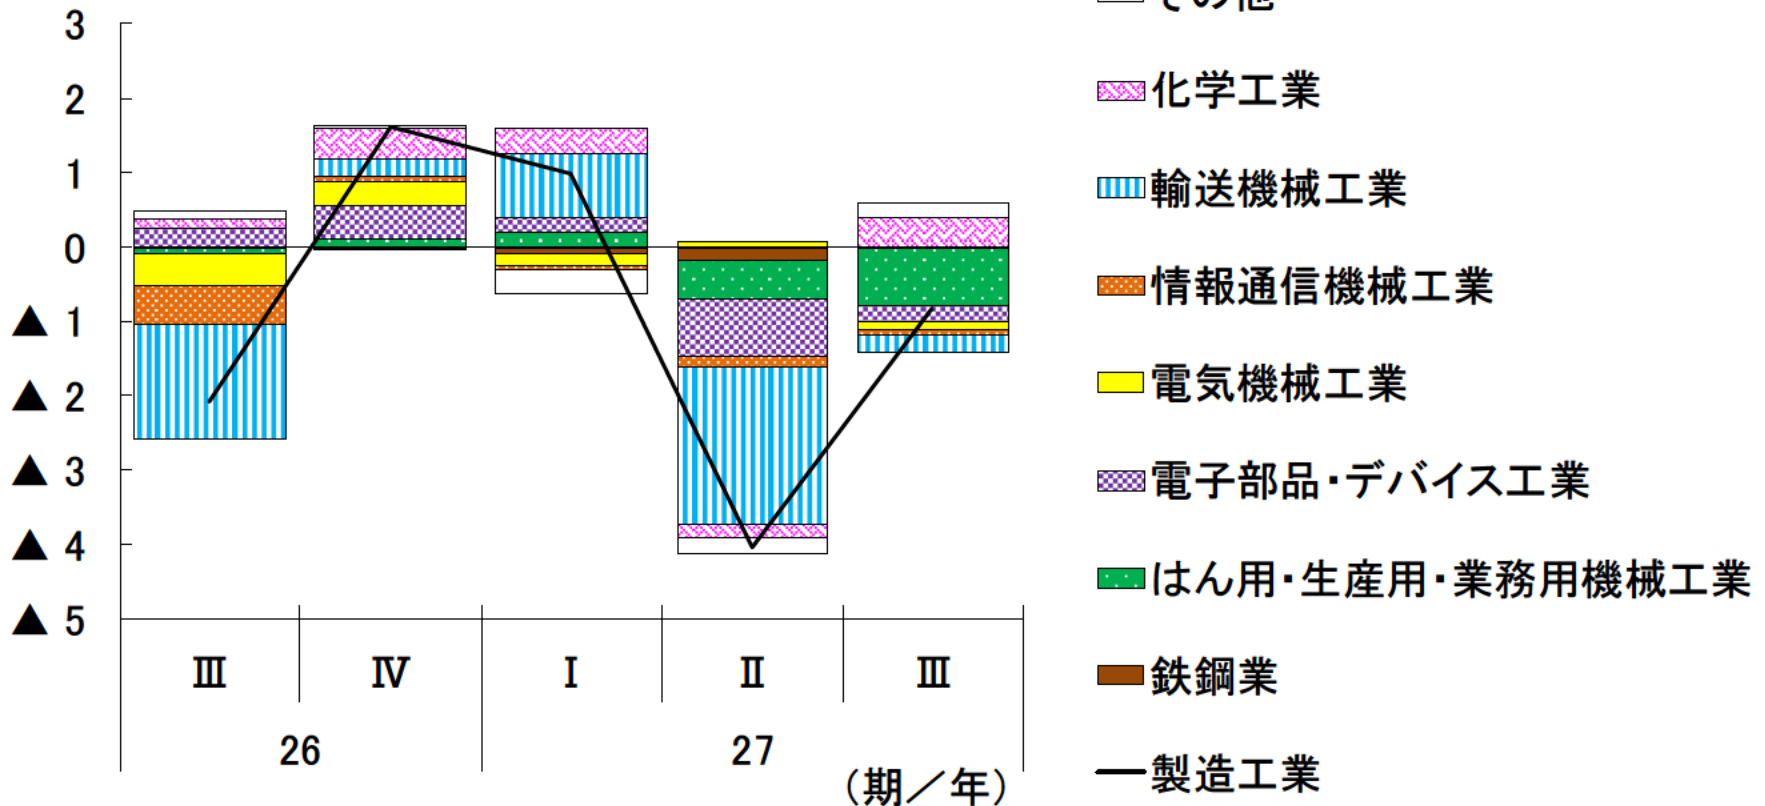 3
2
1
0
▲ 1
▲ 2
▲ 3
▲ 4
▲ 5
Ⅲ Ⅳ Ⅰ Ⅱ Ⅲ
26 27
(期／年)
その他
化学工業
輸送機械工業
情報通信機械工業
電気機械工業
電子部品・デバイス工業
はん用・生産用・業務用機械工業
鉄鋼業
製造工業